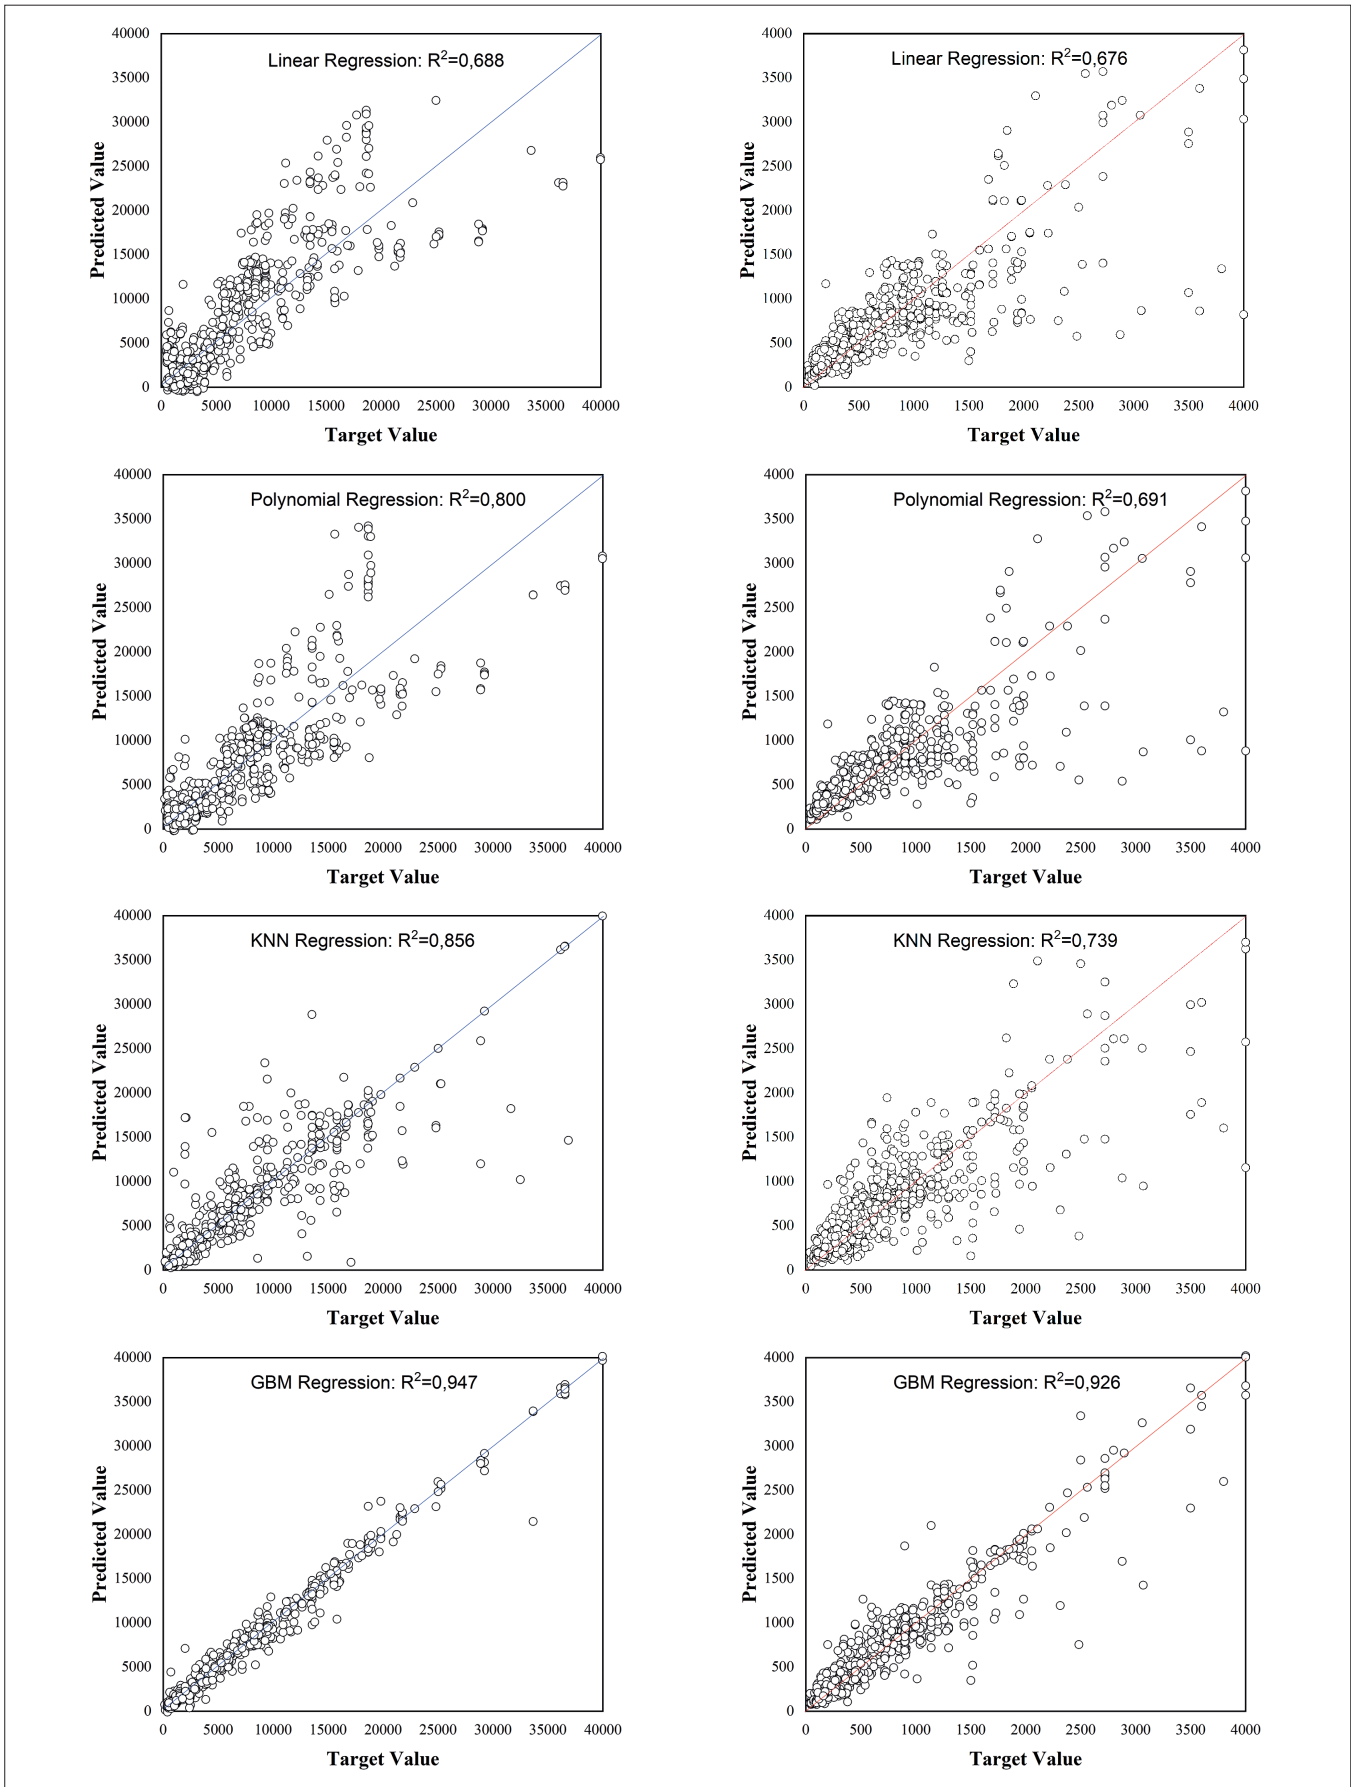 Linear Regression: R²=0,688
40000
35000
30000
25000
20000
15000
10000
5000
0
0 5000 10000 15000 20000 25000 30000 35000 40000
Predicted Value
Target Value
Linear Regression: R²=0,676
4000
3500
3000
2500
2000
1500
1000
500
0
0 500 1000 1500 2000 2500 3000 3500 4000
Predicted Value
Target Value
Polynomial Regression: R²=0,800
40000
35000
30000
25000
20000
15000
10000
5000
0
0 5000 10000 15000 20000 25000 30000 35000 40000
Predicted Value
Target Value
Polynomial Regression: R²=0,691
4000
3500
3000
2500
2000
1500
1000
500
0
0 500 1000 1500 2000 2500 3000 3500 4000
Predicted Value
Target Value
KNN Regression: R²=0,856
40000
35000
30000
25000
20000
15000
10000
5000
0
0 5000 10000 15000 20000 25000 30000 35000 40000
Predicted Value
Target Value
KNN Regression: R²=0,739
4000
3500
3000
2500
2000
1500
1000
500
0
0 500 1000 1500 2000 2500 3000 3500 4000
Predicted Value
Target Value
GBM Regression: R²=0,947
40000
35000
30000
25000
20000
15000
10000
5000
0
0 5000 10000 15000 20000 25000 30000 35000 40000
Predicted Value
Target Value
GBM Regression: R²=0,926
4000
3500
3000
2500
2000
1500
1000
500
0
0 500 1000 1500 2000 2500 3000 3500 4000
Predicted Value
Target Value